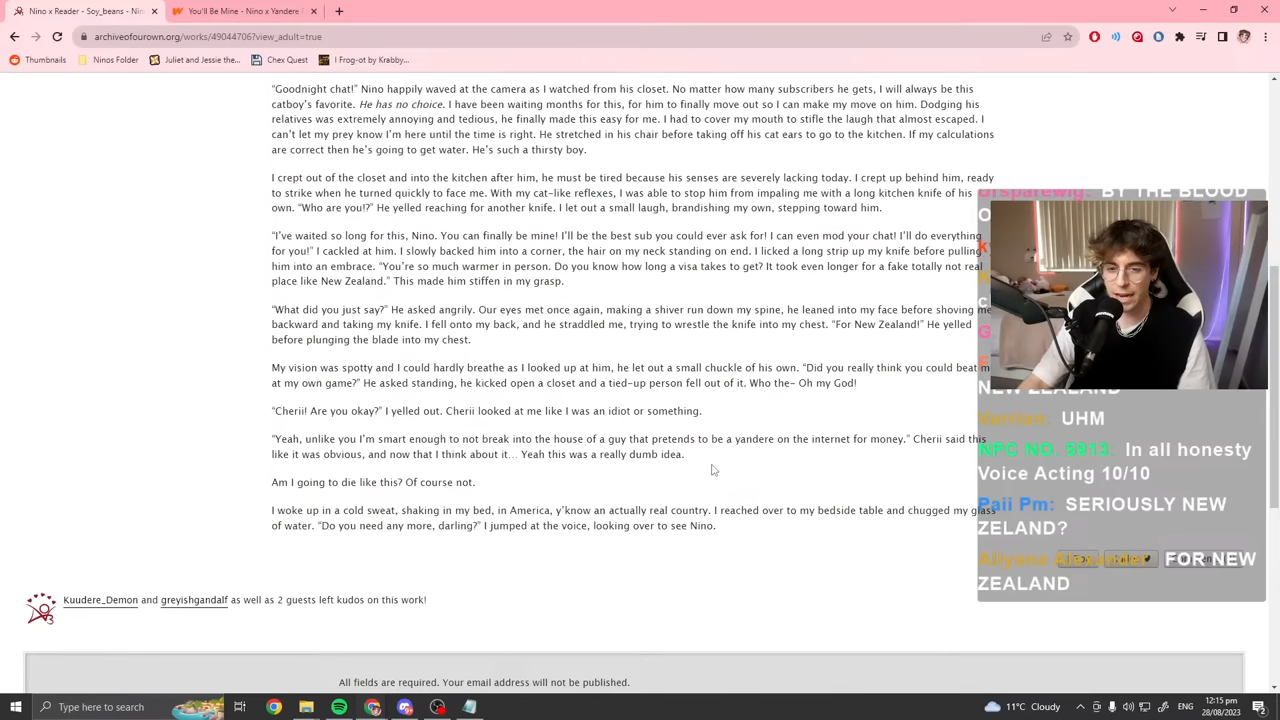 Nino x Reader - Soy_beans - Nin
You'll Be Mine - Nino x Yandere
archiveofourown.org/works/49044706?view_adult=true
Thumbnails
Ninos Folder
Juliet and Jessie the...
Chex Quest
I Frog-ot by Krabby...
“Goodnight chat!” Nino happily waved at the camera as I watched from his closet. No matter how many subscribers he gets, I will always be this
catboy’s favorite. He has no choice. I have been waiting months for this, for him to finally move out so I can make my move on him. Dodging his
relatives was extremely annoying and tedious, he finally made this easy for me. I had to cover my mouth to stifle the laugh that almost escaped. I
can’t let my prey know I’m here until the time is right. He stretched in his chair before taking off his cat ears to go to the kitchen. If my calculations
are correct then he’s going to get water. He’s such a thirsty boy.
I crept out of the closet and into the kitchen after him, he must be tired because his senses are severely lacking today. I crept up behind him, ready
to strike when he turned quickly to face me. With my cat-like reflexes, I was able to stop him from impaling me with a long kitchen knife of his
own. “Who are you!?” He yelled reaching for another knife. I let out a small laugh, brandishing my own, stepping toward him.
“I’ve waited so long for this, Nino. You can finally be mine! I’ll be the best sub you could ever ask for! I can even mod your chat! I’ll do everything
for you!” I cackled at him. I slowly backed him into a corner, the hair on my neck standing on end. I licked a long strip up my knife before pulling
him into an embrace. “You’re so much warmer in person. Do you know how long a visa takes to get? It took even longer for a fake totally not real
place like New Zealand.” This made him stiffen in my grasp.
“What did you just say?” He asked angrily. Our eyes met once again, making a shiver run down my spine, he leaned into my face before shoving me
backward and taking my knife. I fell onto my back, and he straddled me, trying to wrestle the knife into my chest. “For New Zealand!” He yelled
before plunging the blade into my chest.
My vision was spotty and I could hardly breathe as I looked up at him, he let out a small chuckle of his own. “Did you really think you could beat me
at my own game?” He asked standing, he kicked open a closet and a tied-up person fell out of it. Who the- Oh my God!
“Cherii! Are you okay?” I yelled out. Cherii looked at me like I was an idiot or something.
“Yeah, unlike you I’m smart enough to not break into the house of a guy that pretends to be a yandere on the internet for money.” Cherii said this
like it was obvious, and now that I think about it… Yeah this was a really dumb idea.
Am I going to die like this? Of course not.
I woke up in a cold sweat, shaking in my bed, in America, y’know an actually real country. I reached over to my bedside table and chugged my glass
of water. “Do you need any more, darling?” I jumped at the voice, looking over to see Nino.
Kuudere_Demon and greyishgandalf as well as 2 guests left kudos on this work!
All fields are required. Your email address will not be published.
BY THE BLOOD
NEW ZEALAND
Varrion: UHM
NPC NO. 5913: In all honesty
Voice Acting 10/10
Paii Pm: SERIOUSLY NEW
ZELAND?
Aliyana Alexander FOR NEW
ZEALAND
Type here to search
11°C Cloudy
ENG
12:15 pm
28/08/2023